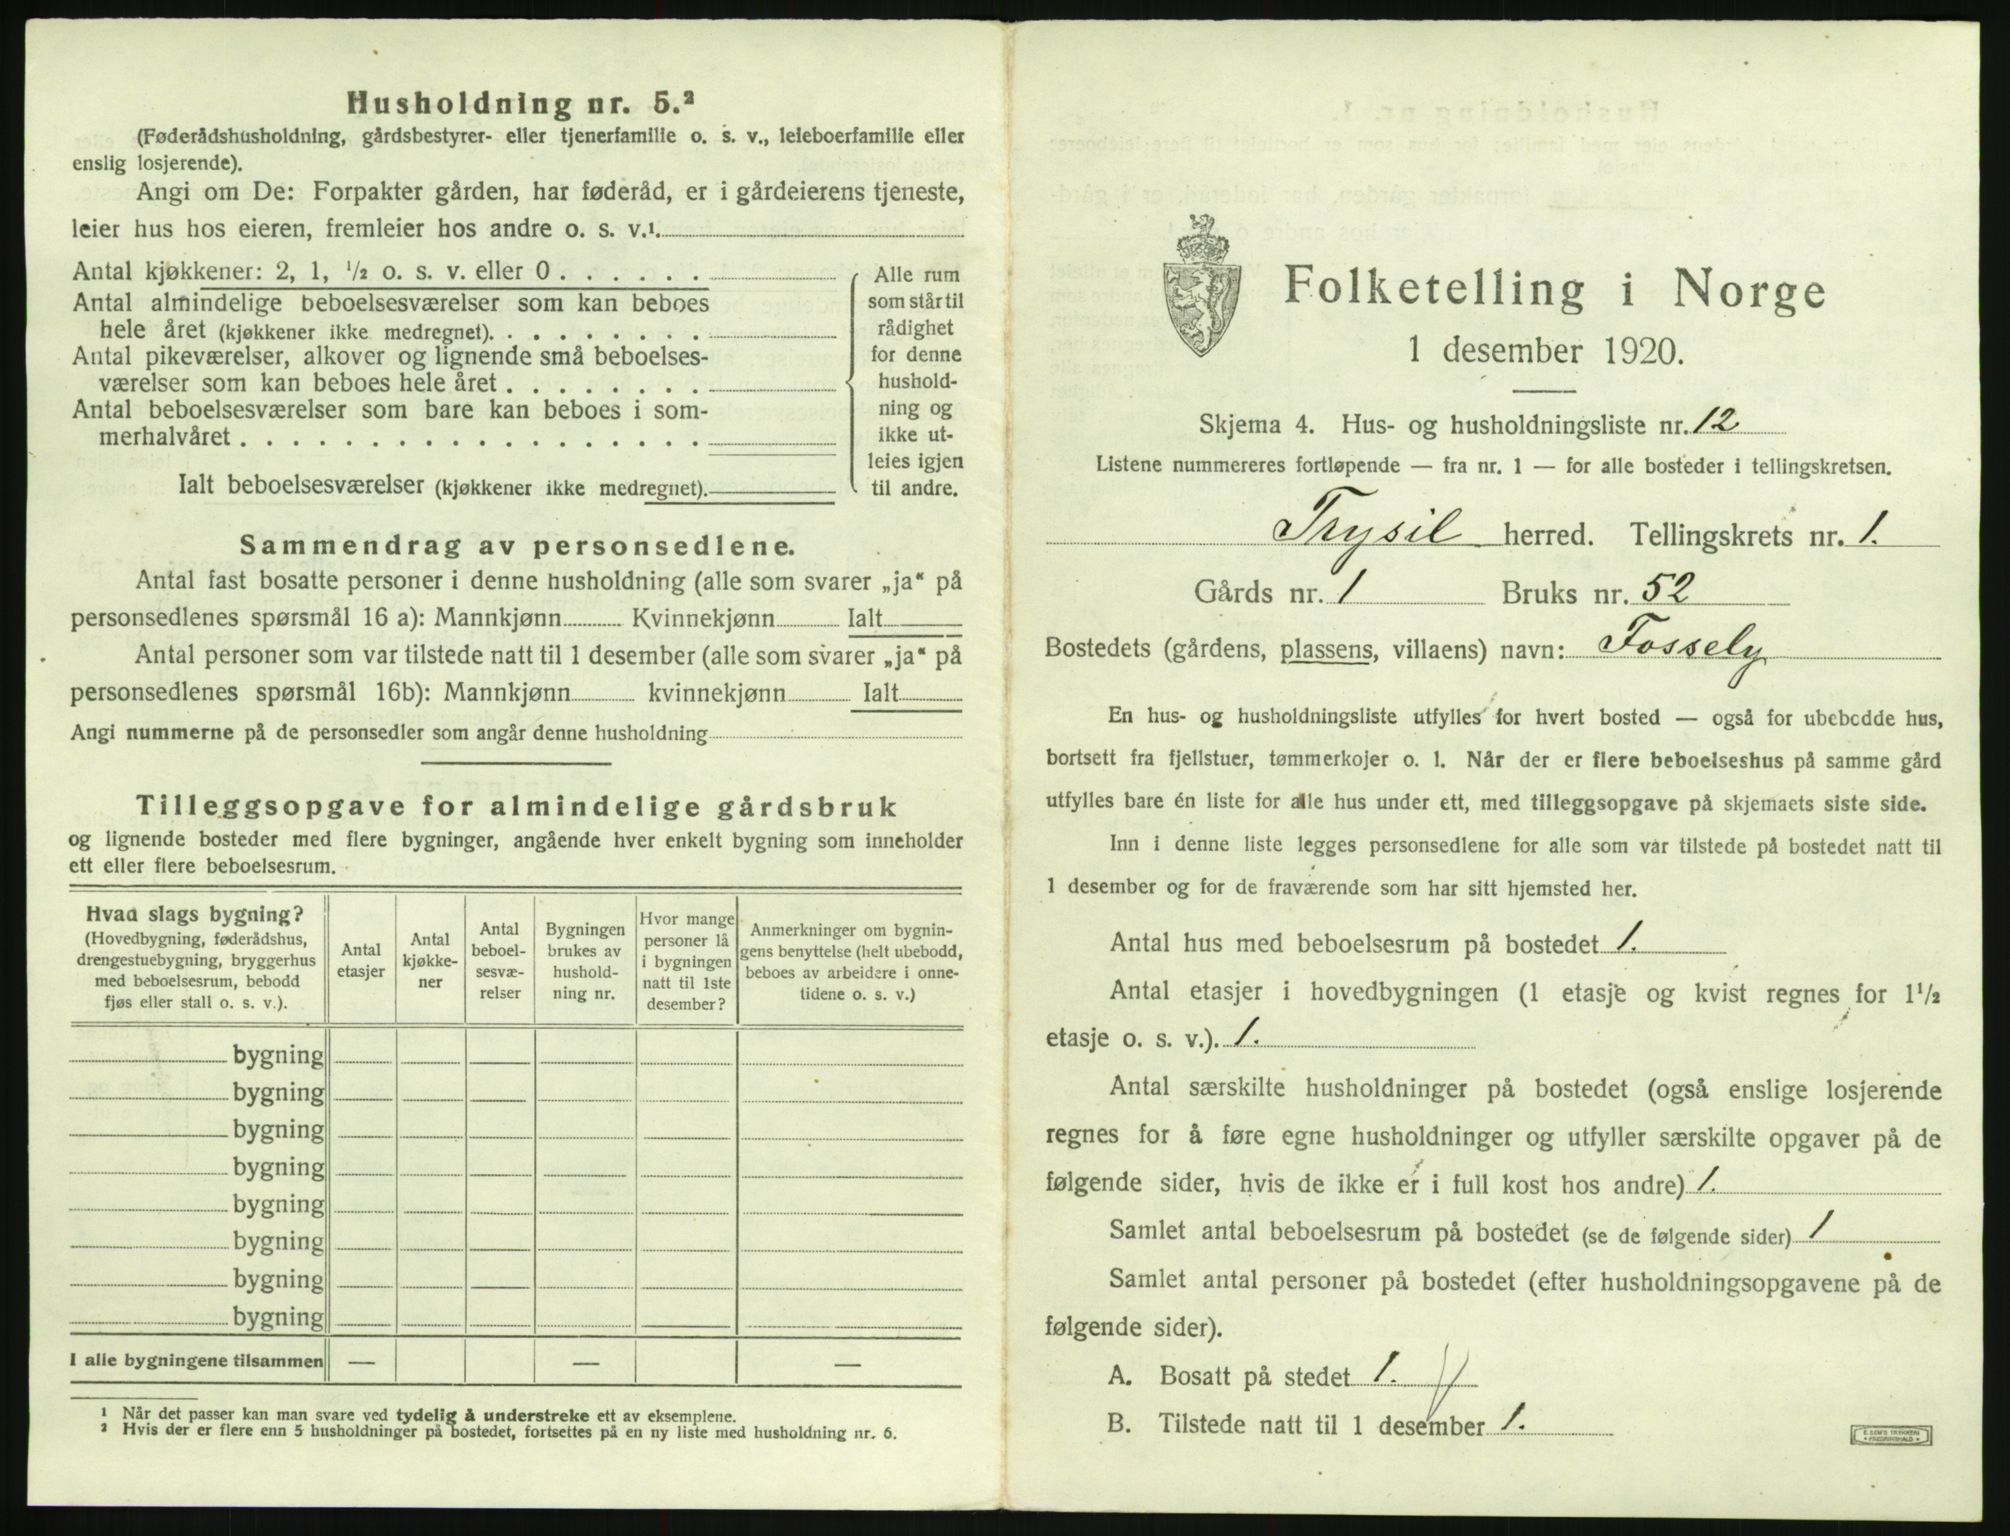 Husholdning nr. 5.²
(Føderådshusholdning, gårdsbestyrer- eller tjenerfamilie o. s. v., leieboerfamilie eller
enslig losjerende).
Angi om De: Forpakter gården, har føderåd, er i gårdeierens tjeneste,
leier hus hos eieren, fremleier hos andre o. s. v.¹
Antal kjøkkener: 2, 1, ½ o. s. v. eller 0 . . . . . .
Antal almindelige beboelsesværelser som kan beboes
hele året (kjøkkener ikke medregnet). . . . . . . . .
Antal pikeværelser, alkover og lignende små beboelses-
værelser som kan beboes hele året . . . . . . . .
Antal beboelsesværelser som bare kan beboes i som-
merhalvåret . . . . . . . . . . . . . . . . . .
Ialt beboelsesværelser (kjøkkener ikke medregnet).
Alle rum
som står til
rådighet
for denne
hushold-
ning og
ikke ut-
leies igjen
til andre.
Sammendrag av personsedlene.
Antal fast bosatte personer i denne husholdning (alle som svarer „ja“ på
personsedlenes spørsmål 16 a): Mannkjønn Kvinnekjønn Ialt
Antal personer som var tilstede natt til 1 desember (alle som svarer „ja“ på
personsedlenes spørsmål 16b): Mannkjønn kvinnekjønn Ialt
Angi nummerne på de personsedler som angår denne husholdning
Tilleggsopgave for almindelige gårdsbruk
og lignende bosteder med flere bygninger, angående hver enkelt bygning som inneholder
ett eller flere beboelsesrum.
Hvad slags bygning?
(Hovedbygning, føderådshus,
drengestuebygning, bryggerhus
med beboelsesrum, bebodd
fjøs eller stall o. s. v.).
Antal
etasjer
Antal
kjøkke-
ner
Antal
beboel-
sesvæ-
relser
Bygningen
brukes av
hushold-
ning nr.
Hvor mange
personer lå
i bygningen
natt til 1ste
desember?
Anmerkninger om bygnin-
gens benyttelse (helt ubebodd,
beboes av arbeidere i onne-
tidene o. s. v.)
bygning
bygning
bygning
bygning
bygning
bygning
bygning
bygning
I alle bygningene tilsammen — — —
¹ Når det passer kan man svare ved tydelig å understreke ett av eksemplene.
² Hvis der er flere enn 5 husholdninger på bostedet, fortsettes på en ny liste med husholdning nr. 6.
Folketelling i Norge
1 desember 1920.
Skjema 4. Hus- og husholdningsliste nr. 12
Listene nummereres fortløpende — fra nr. 1 — for alle bosteder i tellingskretsen.
Trysil herred. Tellingskrets nr. 1.
Gårds nr. 1 Bruks nr. 52
Bostedets (gårdens, plassens, villaens) navn: Fossely
En hus- og husholdningsliste utfylles for hvert bosted — også for ubebodde hus,
bortsett fra fjellstuer, tømmerkojer o. l. Når der er flere beboelseshus på samme gård
utfylles bare én liste for alle hus under ett, med tilleggsopgave på skjemaets siste side.
Inn i denne liste legges personsedlene for alle som var tilstede på bostedet natt til
1 desember og for de fraværende som har sitt hjemsted her.
Antal hus med beboelsesrum på bostedet 1.
Antal etasjer i hovedbygningen (1 etasje og kvist regnes for 1½
etasje o. s. v.). 1.
Antal særskilte husholdninger på bostedet (også enslige losjerende
regnes for å føre egne husholdninger og utfyller særskilte opgaver på de
følgende sider, hvis de ikke er i full kost hos andre) 1.
Samlet antal beboelsesrum på bostedet (se de følgende sider) 1
Samlet antal personer på bostedet (efter husholdningsopgavene på de
følgende sider).
A. Bosatt på stedet 1.
B. Tilstede natt til 1 desember 1.